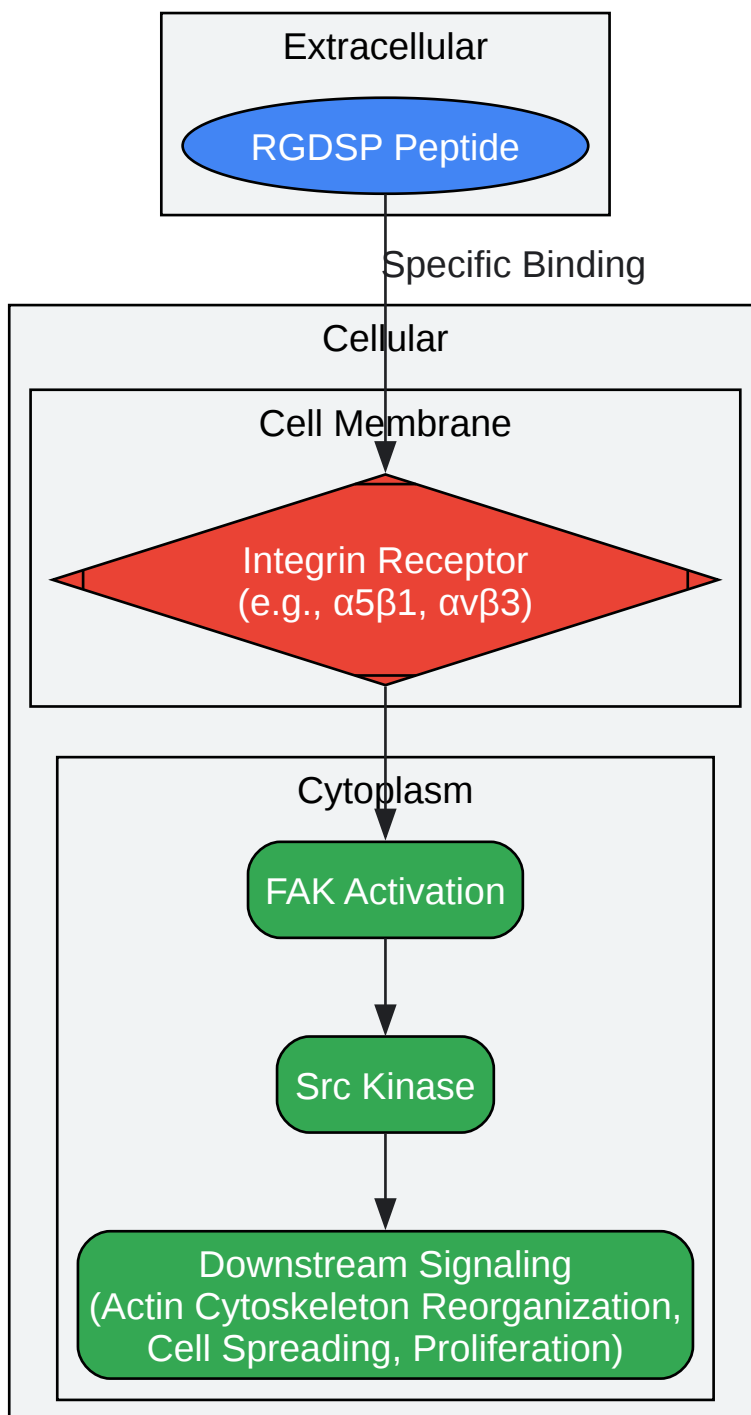 Extracellular
RGDSP Peptide
Specific Binding
Cellular
Cell Membrane
Integrin Receptor
(e.g., α5β1, αvβ3)
Cytoplasm
FAK Activation
Src Kinase
Downstream Signaling
(Actin Cytoskeleton Reorganization,
Cell Spreading, Proliferation)